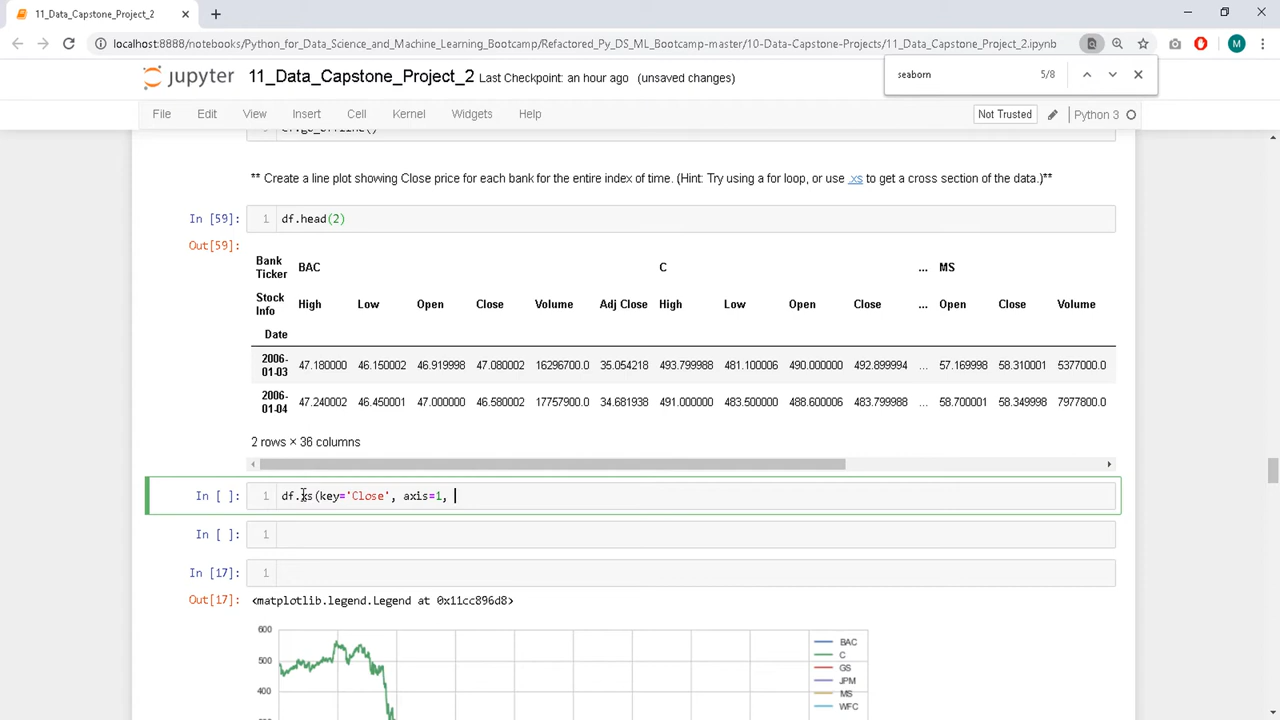 11_Data_Capstone_Project_2
localhost:8888/notebooks/Python_for_Data_Science_and_Machine_Learning_Bootcamp/Refactored_Py_DS_ML_Bootcamp-master/10-Data-Capstone-Projects/11_Data_Capstone_Project_2.ipynb
M
seaborn 5/8
jupyter 11_Data_Capstone_Project_2 Last Checkpoint: an hour ago (unsaved changes)
File Edit View Insert Cell Kernel Widgets Help Not Trusted Python 3
** Create a line plot showing Close price for each bank for the entire index of time. (Hint: Try using a for loop, or use .xs to get a cross section of the data.)**
In [59]: 1 df.head(2)
Out[59]:
Bank Ticker BAC C ... MS
Stock Info High Low Open Close Volume Adj Close High Low Open Close ... Open Close Volume
Date
2006-01-03 47.180000 46.150002 46.919998 47.080002 16296700.0 35.054218 493.799988 481.100006 490.000000 492.899994 ... 57.169998 58.310001 5377000.0
2006-01-04 47.240002 46.450001 47.000000 46.580002 17757900.0 34.681938 491.000000 483.500000 488.600006 483.799988 ... 58.700001 58.349998 7977800.0
2 rows × 36 columns
In [ ]: 1 df.xs(key='Close', axis=1,
In [ ]: 1
In [17]: 1
Out[17]: <matplotlib.legend.Legend at 0x11cc896d8>
600
500
400
BAC
C
GS
JPM
MS
WFC